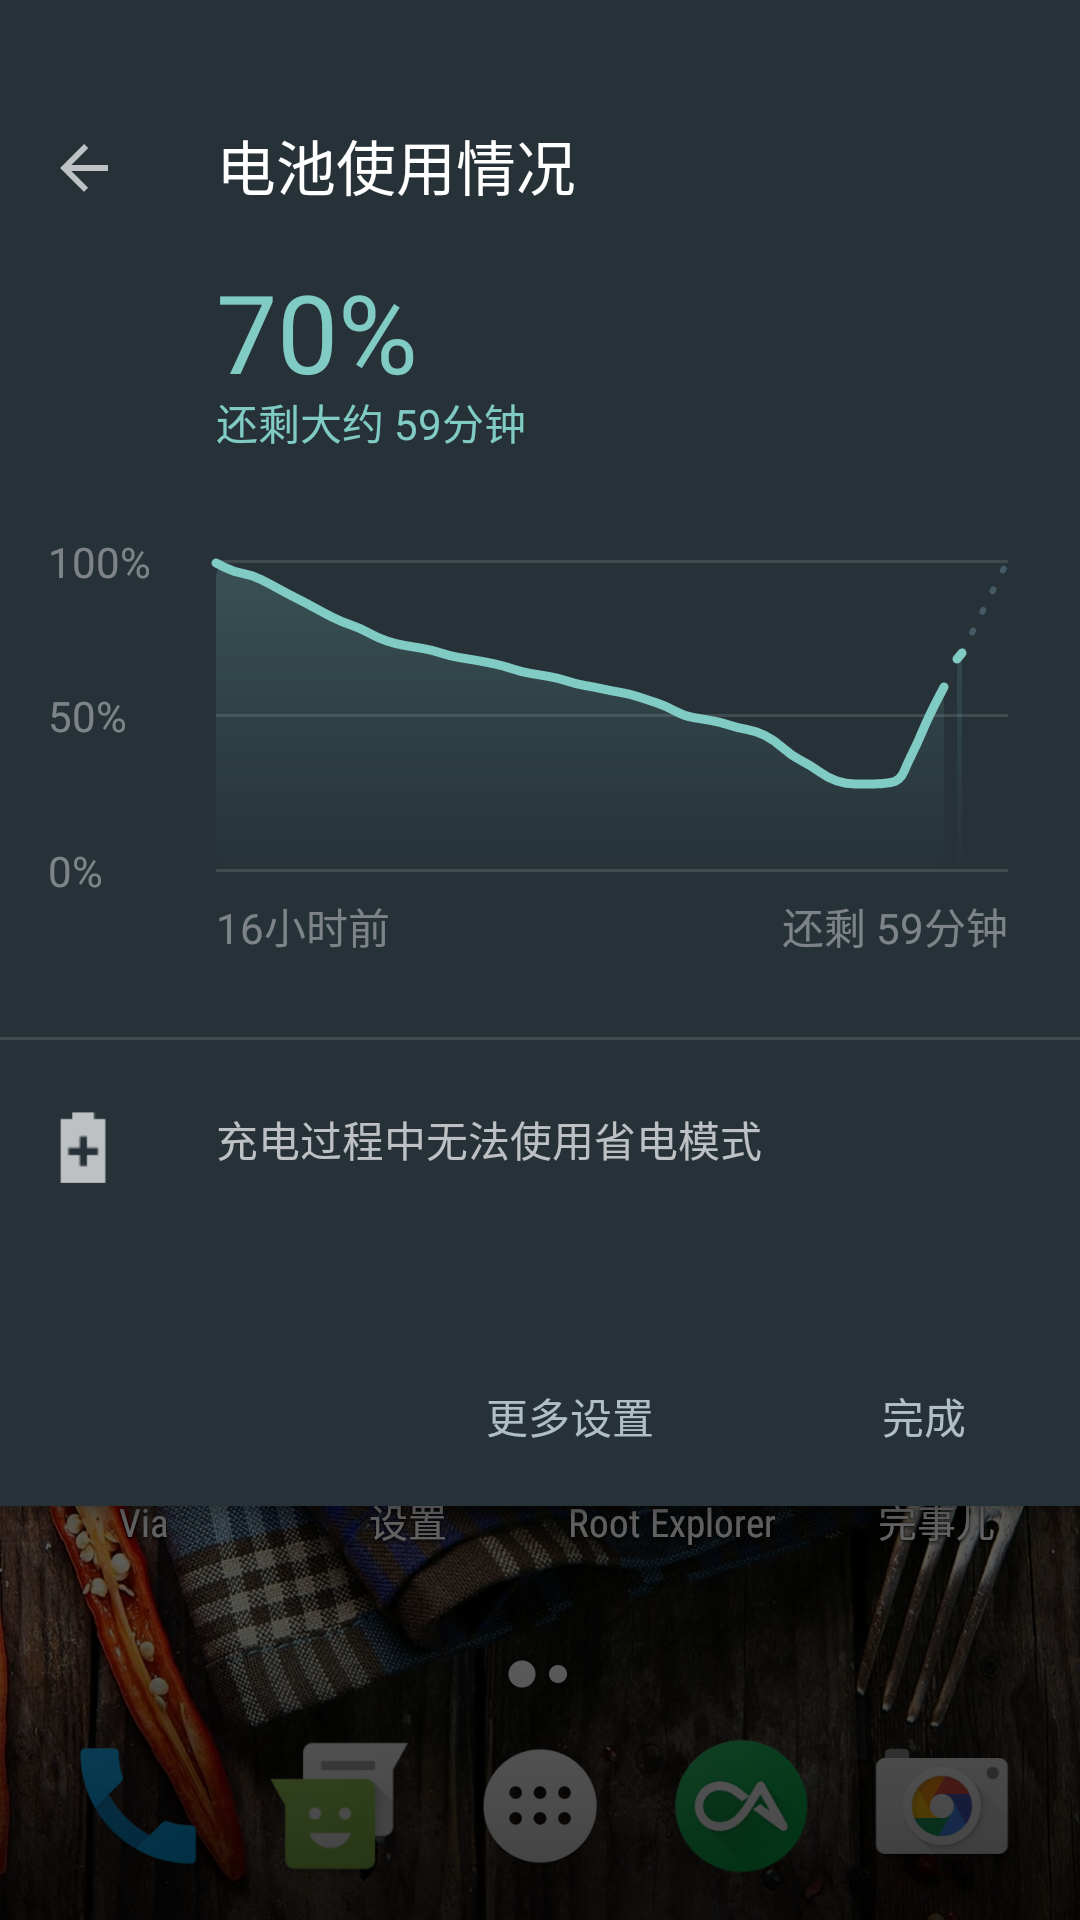 电池使用情况
70%
还剩大约 59分钟
100%
50%
0%
16小时前
还剩 59分钟
充电过程中无法使用省电模式
更多设置
完成
Via
设置
Root Explorer
完事儿